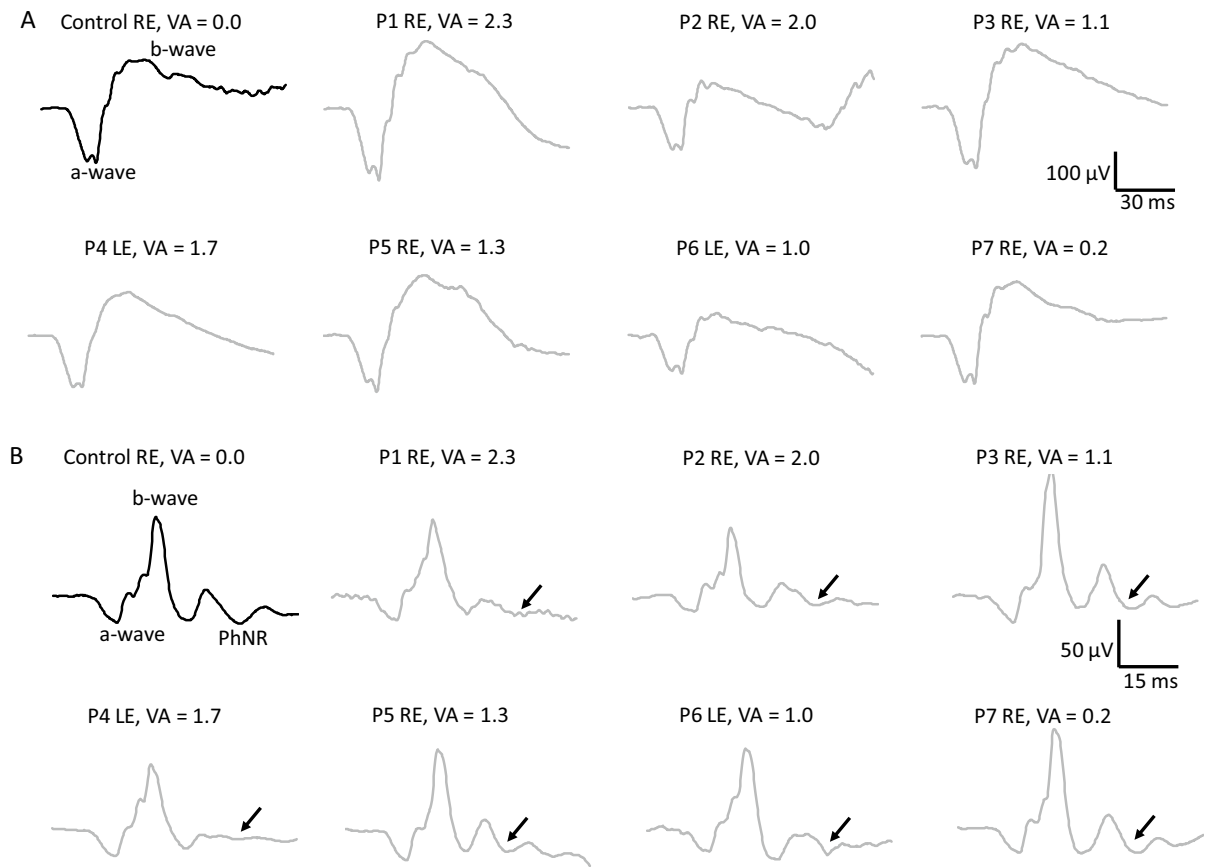 A
Control RE, VA = 0.0
P1 RE, VA = 2.3
P2 RE, VA = 2.0
P3 RE, VA = 1.1
b-wave
a-wave
100 µV
30 ms
P4 LE, VA = 1.7
P5 RE, VA = 1.3
P6 LE, VA = 1.0
P7 RE, VA = 0.2
B
Control RE, VA = 0.0
P1 RE, VA = 2.3
P2 RE, VA = 2.0
P3 RE, VA = 1.1
b-wave
a-wave
PhNR
50 µV
15 ms
P4 LE, VA = 1.7
P5 RE, VA = 1.3
P6 LE, VA = 1.0
P7 RE, VA = 0.2